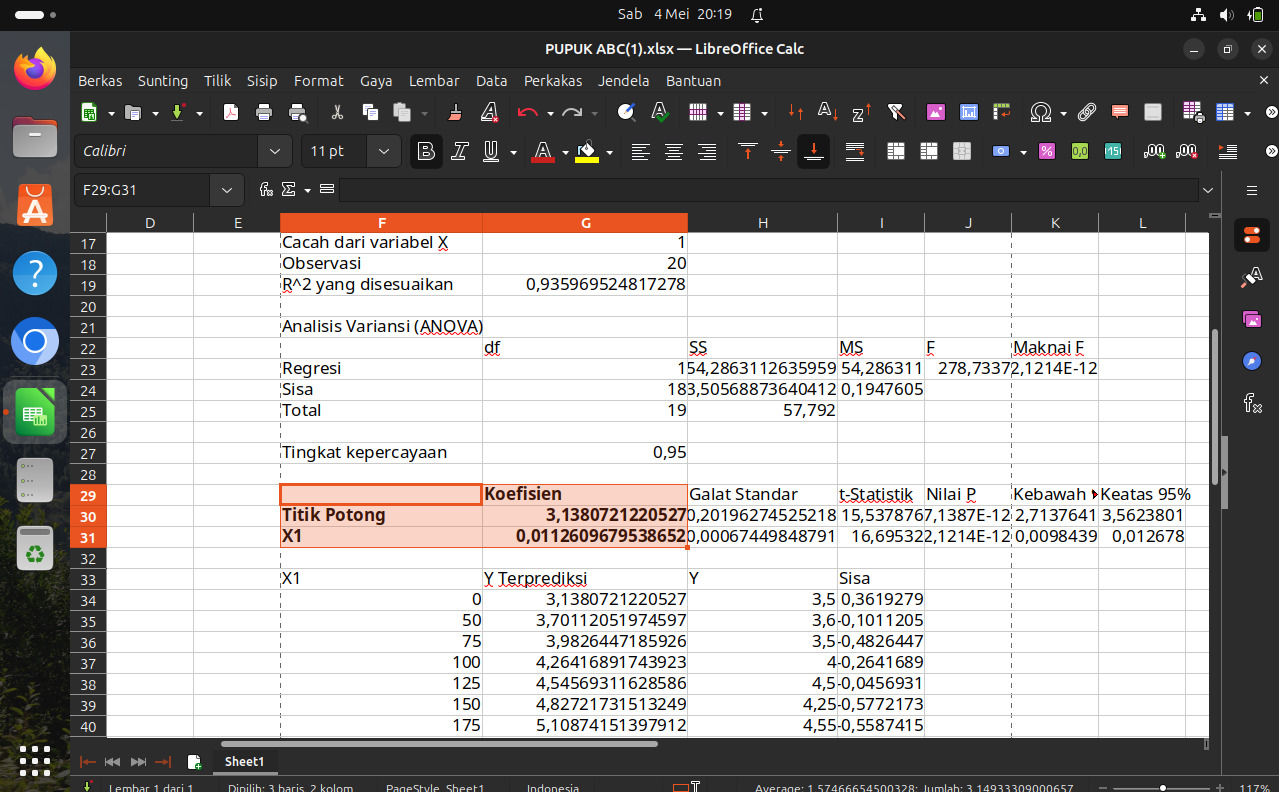 Sab 4 Mei 20:19
PUPUK ABC(1).xlsx — LibreOffice Calc
Berkas Sunting Tilik Sisip Format Gaya Lembar Data Perkakas Jendela Bantuan
Calibri 11 pt
F29:G31
D E F G H I J K L
17 Cacah dari variabel X 1
18 Observasi 20
19 R^2 yang disesuaikan 0,935969524817278
20
21 Analisis Variansi (ANOVA)
22 df SS MS F Maknai F
23 Regresi 1 54,2863112635959 54,286311 278,7337 2,1214E-12
24 Sisa 18 3,50568873640412 0,1947605
25 Total 19 57,792
26
27 Tingkat kepercayaan 0,95
28
29 Koefisien Galat Standar t-Statistik Nilai P Kebawah Keatas 95%
30 Titik Potong 3,1380721220527 0,20196274525218 15,537876 7,1387E-12 2,7137641 3,5623801
31 X1 0,0112609679538652 0,00067449848791 16,69532 2,1214E-12 0,0098439 0,012678
32
33 X1 Y Terprediksi Y Sisa
34 0 3,1380721220527 3,5 0,3619279
35 50 3,70112051974597 3,6 -0,1011205
36 75 3,9826447185926 3,5 -0,4826447
37 100 4,26416891743923 4 -0,2641689
38 125 4,54569311628586 4,5 -0,0456931
39 150 4,82721731513249 4,25 -0,5772173
40 175 5,10874151397912 4,55 -0,5587415
Sheet1
Lembar 1 dari 1 Dipilih: 3 baris, 2 kolom PageStyle_Sheet1 Indonesia Average: 1,57466654500328; Jumlah: 3,14933309000657 117%